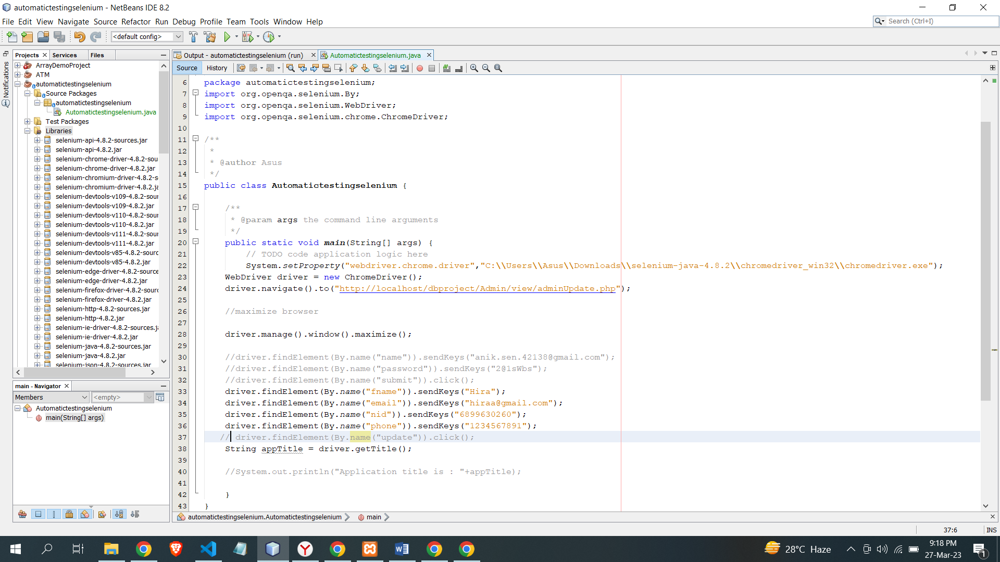 automatictestingselenium - NetBeans IDE 8.2
File Edit View Navigate Source Refactor Run Debug Profile Team Tools Window Help
Search (Ctrl+I)
<default config>
Notifications
Projects Services Files
ArrayDemoProject
ATM
automatictestingselenium
Source Packages
automatictestingselenium
Automatictestingselenium.java
Test Packages
Libraries
selenium-api-4.8.2-sources.jar
selenium-api-4.8.2.jar
selenium-chrome-driver-4.8.2-sou
selenium-chrome-driver-4.8.2.jar
selenium-chromium-driver-4.8.2-s
selenium-chromium-driver-4.8.2.ja
selenium-devtools-v109-4.8.2-sour
selenium-devtools-v109-4.8.2.jar
selenium-devtools-v110-4.8.2-sour
selenium-devtools-v110-4.8.2.jar
selenium-devtools-v111-4.8.2-sour
selenium-devtools-v111-4.8.2.jar
selenium-devtools-v85-4.8.2-sourc
selenium-devtools-v85-4.8.2.jar
selenium-edge-driver-4.8.2-source
selenium-edge-driver-4.8.2.jar
selenium-firefox-driver-4.8.2-sourc
selenium-firefox-driver-4.8.2.jar
selenium-http-4.8.2-sources.jar
selenium-http-4.8.2.jar
selenium-ie-driver-4.8.2-sources.j
selenium-ie-driver-4.8.2.jar
selenium-java-4.8.2-sources.jar
selenium-java-4.8.2.jar
selenium-json-4.8.2-sources.jar
main - Navigator
Members <empty>
Automatictestingselenium
main(String[] args)
Output - automatictestingselenium (run) Automatictestingselenium.java
Source History
6 package automatictestingselenium;
7 import org.openqa.selenium.By;
8 import org.openqa.selenium.WebDriver;
9 import org.openqa.selenium.chrome.ChromeDriver;
10
11 /**
12 *
13 * @author Asus
14 */
15 public class Automatictestingselenium {
16
17 /**
18 * @param args the command line arguments
19 */
20 public static void main(String[] args) {
21 // TODO code application logic here
22 System.setProperty("webdriver.chrome.driver","C:\\Users\\Asus\\Downloads\\selenium-java-4.8.2\\chromedriver_win32\\chromedriver.exe");
23 WebDriver driver = new ChromeDriver();
24 driver.navigate().to("http://localhost/dbproject/Admin/view/adminUpdate.php");
25
26 //maximize browser
27
28 driver.manage().window().maximize();
29
30 //driver.findElement(By.name("name")).sendKeys("anik.sen.42138@gmail.com");
31 //driver.findElement(By.name("password")).sendKeys("2@1sWbs");
32 //driver.findElement(By.name("submit")).click();
33 driver.findElement(By.name("fname")).sendKeys("Hira");
34 driver.findElement(By.name("email")).sendKeys("hiraa@gmail.com");
35 driver.findElement(By.name("nid")).sendKeys("6899630260");
36 driver.findElement(By.name("phone")).sendKeys("1234567891");
37 // driver.findElement(By.name("update")).click();
38 String appTitle = driver.getTitle();
39
40 //System.out.println("Application title is : "+appTitle);
41
42 }
43 }
automatictestingselenium.Automatictestingselenium main
37:6 INS
28°C Haze
9:18 PM
27-Mar-23
1